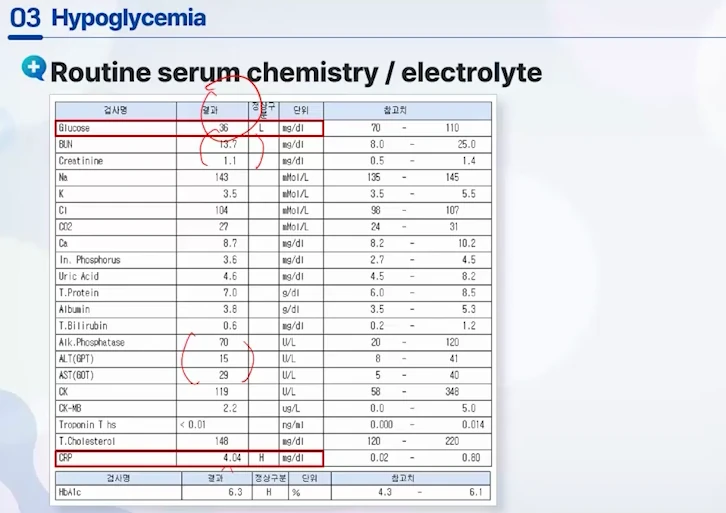 03 Hypoglycemia
Routine serum chemistry / electrolyte
검사명 결과 정상구분 단위 참고치
Glucose 36 L mg/dl 70 - 110
BUN 13.7 mg/dl 8.0 - 25.0
Creatinine 1.1 mg/dl 0.5 - 1.4
Na 143 mMol/L 135 - 145
K 3.5 mMol/L 3.5 - 5.5
Cl 104 mMol/L 98 - 107
CO2 27 mMol/L 24 - 31
Ca 8.7 mg/dl 8.2 - 10.2
In. Phosphorus 3.6 mg/dl 2.7 - 4.5
Uric Acid 4.6 mg/dl 4.5 - 8.2
T.Protein 7.0 g/dl 6.0 - 8.5
Albumin 3.8 g/dl 3.5 - 5.3
T.Bilirubin 0.6 mg/dl 0.2 - 1.2
Alk.Phosphatase 70 U/L 20 - 120
ALT(GPT) 15 U/L 8 - 41
AST(GOT) 29 U/L 5 - 40
CK 119 U/L 58 - 348
CK-MB 2.2 ug/L 0.0 - 5.0
Troponin T hs < 0.01 ng/ml 0.000 - 0.014
T.Cholesterol 148 mg/dl 120 - 220
CRP 4.04 H mg/dl 0.02 - 0.80
검사명 결과 정상구분 단위 참고치
HbA1c 6.3 H % 4.3 - 6.1